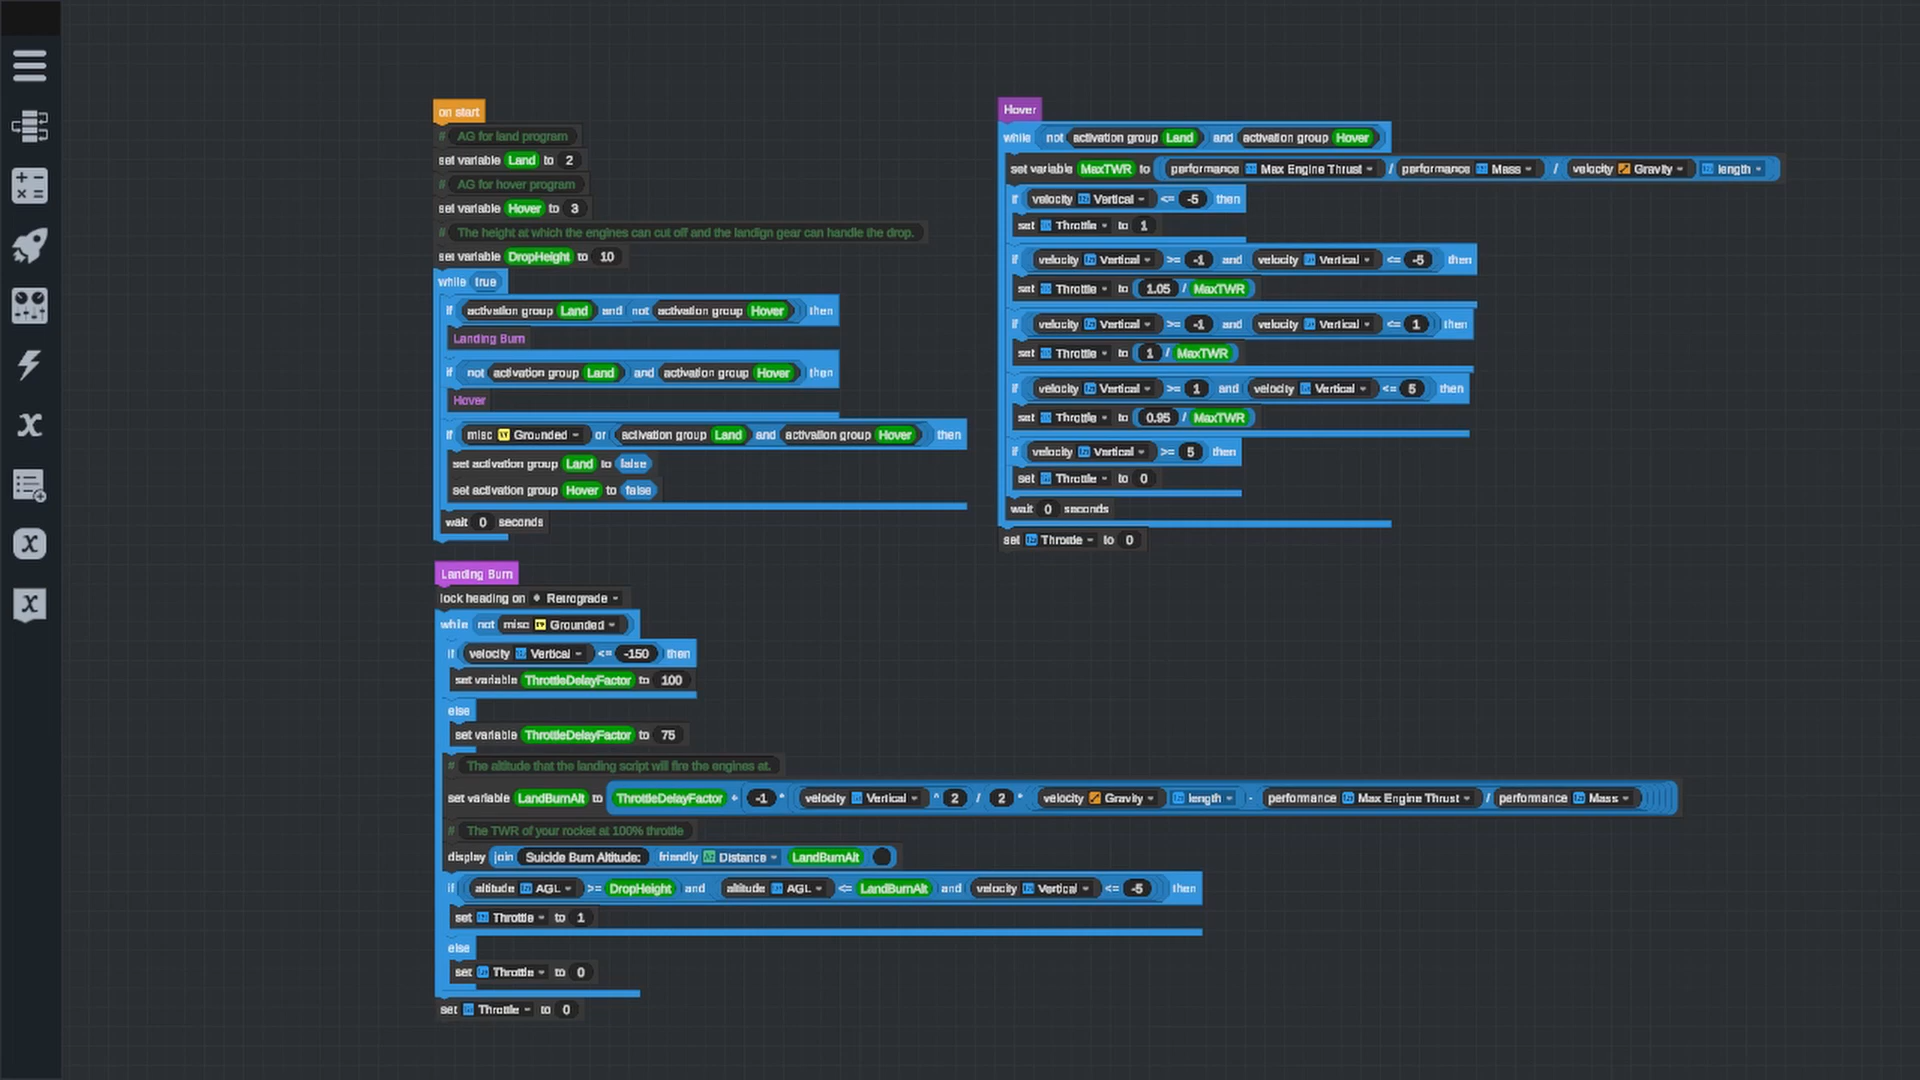 on start
# AG for land program
set variable Land to 2
# AG for hover program
set variable Hover to 3
# The height at which the engines can cut off and the landign gear can handle the drop.
set variable DropHeight to 10
while true
if activation group Land and not activation group Hover then
Landing Burn
if not activation group Land and activation group Hover then
Hover
if misc Grounded or activation group Land and activation group Hover then
set activation group Land to false
set activation group Hover to false
wait 0 seconds
Landing Burn
lock heading on Retrograde
while not misc Grounded
if velocity Vertical <= -150 then
set variable ThrottleDelayFactor to 100
else
set variable ThrottleDelayFactor to 75
# The altitude that the landing script will fire the engines at.
set variable LandBurnAlt to ThrottleDelayFactor + -1 * velocity Vertical ^ 2 / 2 * velocity Gravity length - performance Max Engine Thrust / performance Mass
# The TWR of your rocket at 100% throttle
display join Suicide Burn Altitude: friendly Distance LandBurnAlt
if altitude AGL >= DropHeight and altitude AGL <= LandBurnAlt and velocity Vertical <= -5 then
set Throttle to 1
else
set Throttle to 0
set Throttle to 0
Hover
while not activation group Land and activation group Hover
set variable MaxTWR to performance Max Engine Thrust / performance Mass / velocity Gravity length
if velocity Vertical <= -5 then
set Throttle to 1
if velocity Vertical >= -1 and velocity Vertical <= -5 then
set Throttle to 1.05 / MaxTWR
if velocity Vertical >= -1 and velocity Vertical <= 1 then
set Throttle to 1 / MaxTWR
if velocity Vertical >= 1 and velocity Vertical <= 5 then
set Throttle to 0.95 / MaxTWR
if velocity Vertical >= 5 then
set Throttle to 0
wait 0 seconds
set Throttle to 0